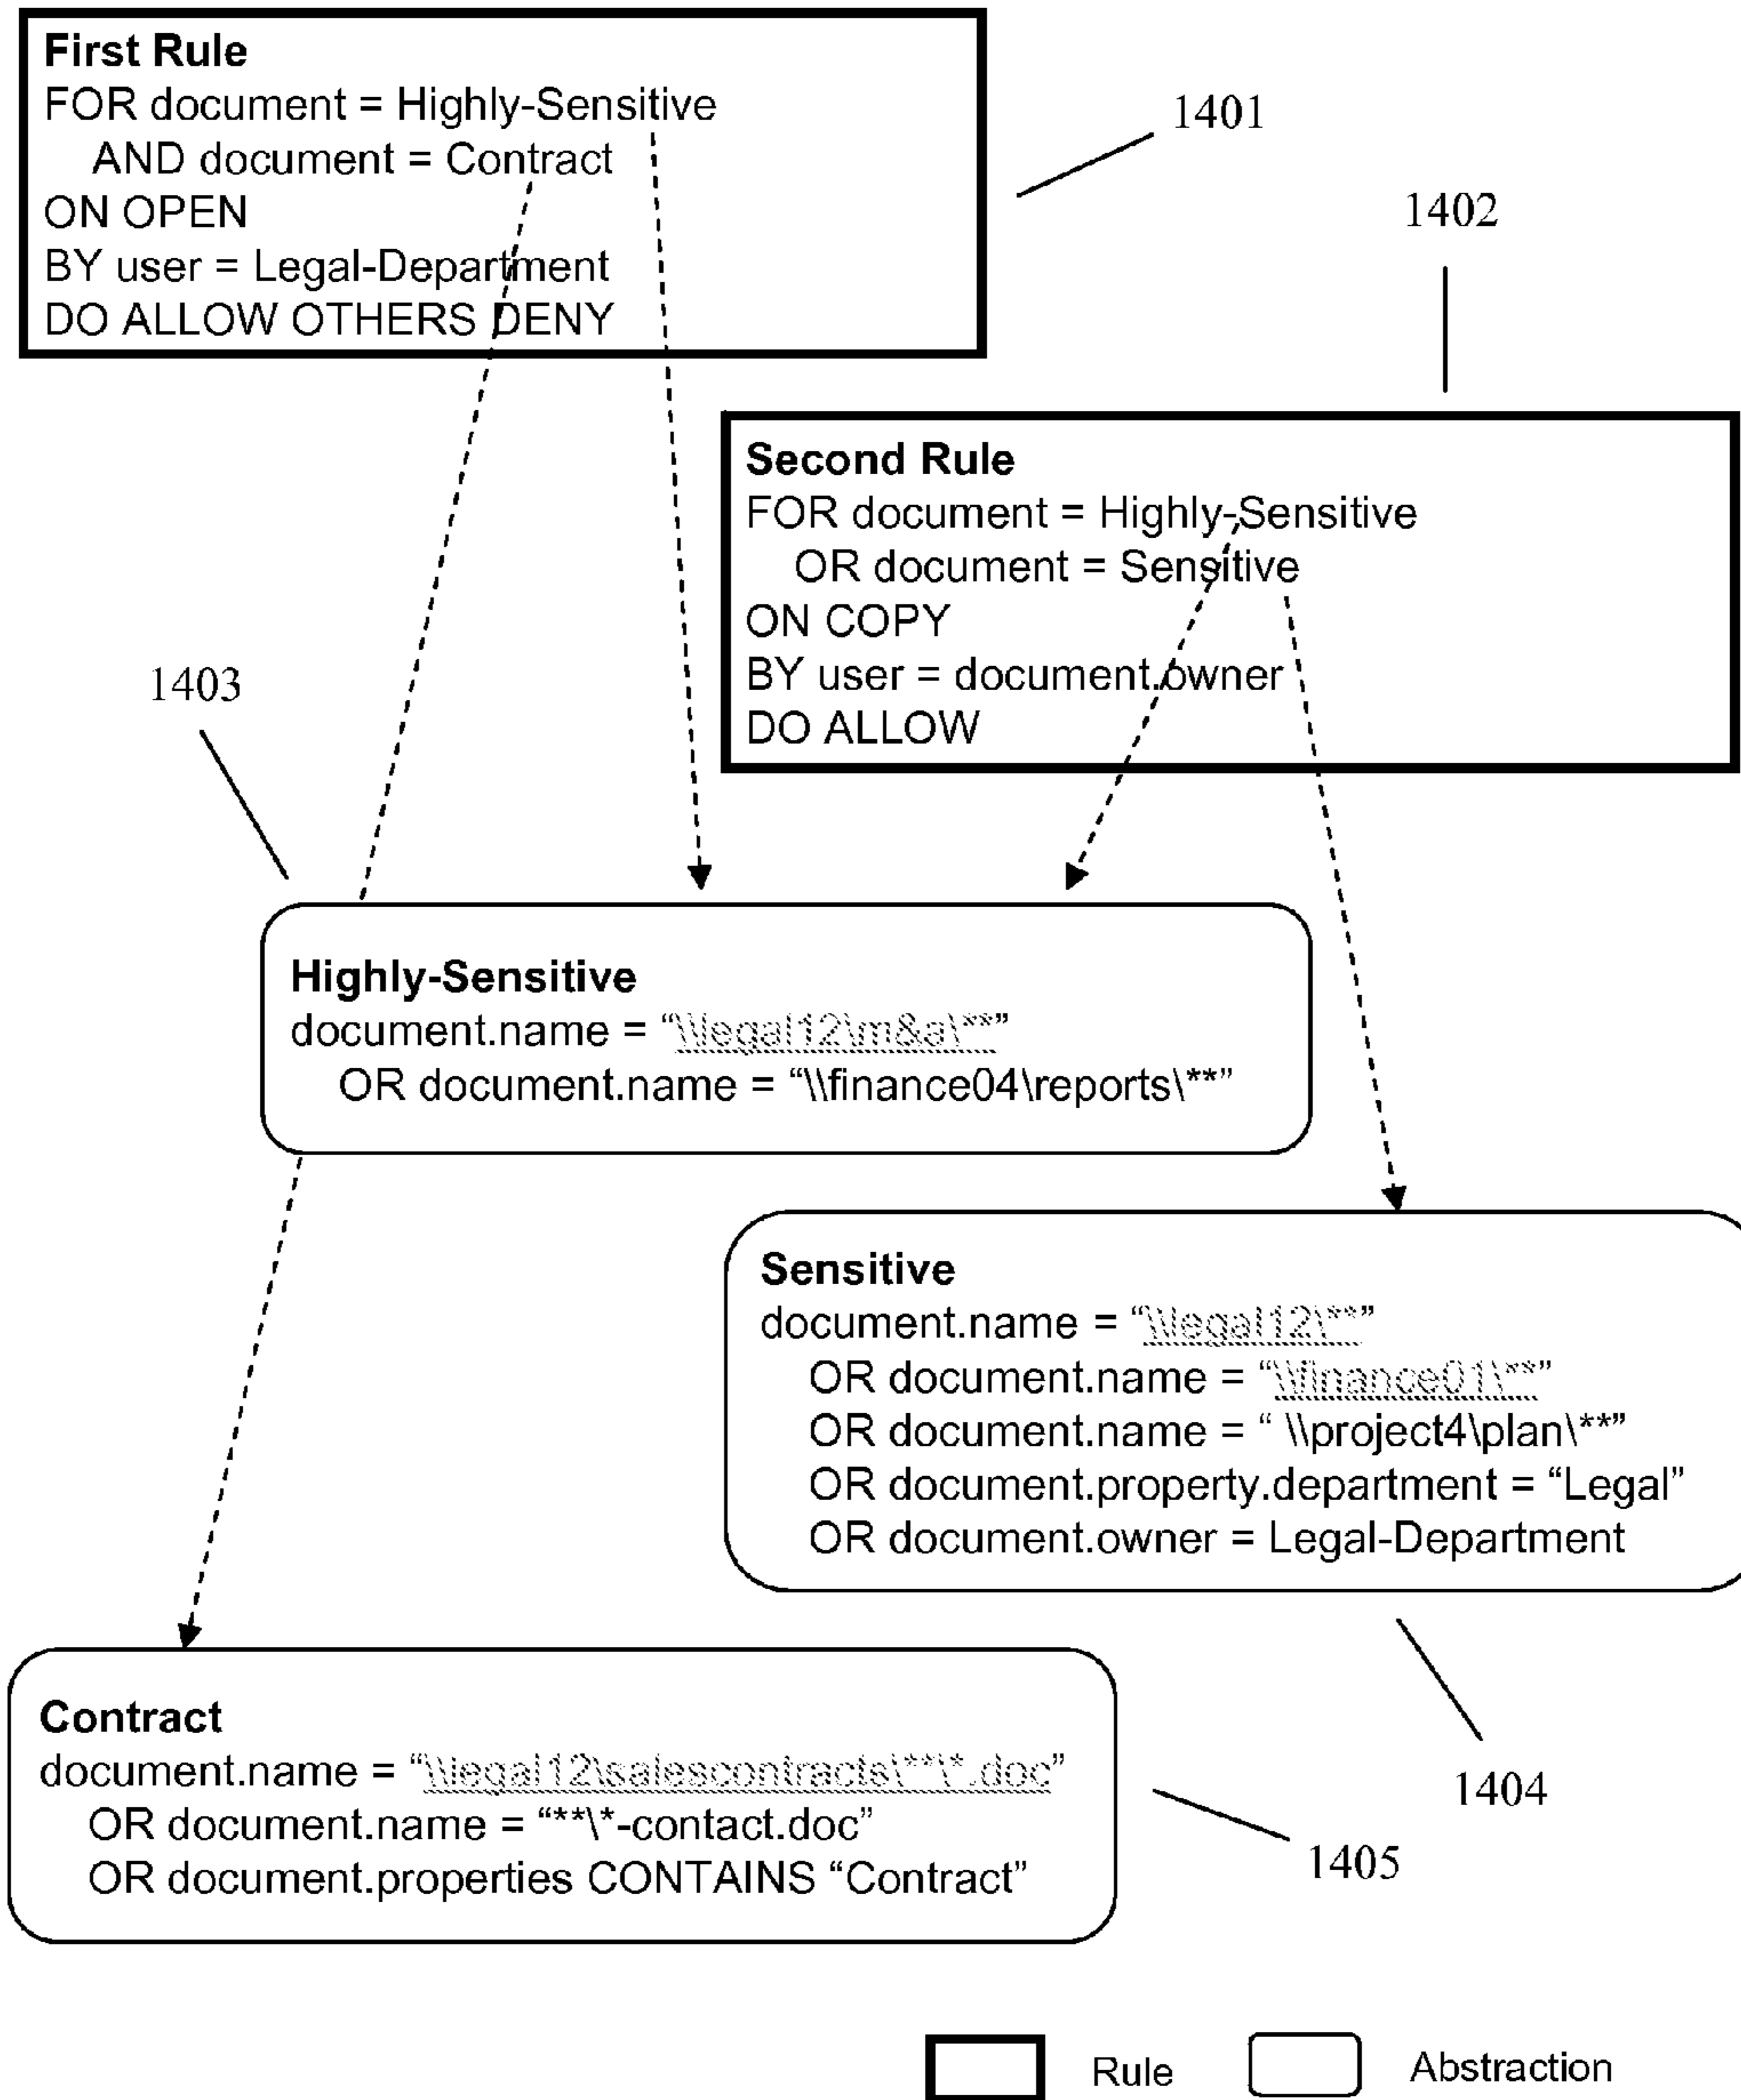 First Rule
FOR document = Highly-Sensitive
AND document = Contract
ON OPEN
BY user = Legal-Department
DO ALLOW OTHERS DENY
1401
1402
Second Rule
FOR document = Highly-Sensitive
OR document = Sensitive
ON COPY
BY user = document.owner
DO ALLOW
1403
Highly-Sensitive
document.name = “\\legal12\m&a\**”
OR document.name = “\\finance04\reports\**”
Sensitive
document.name = “\\legal12\**”
OR document.name = “\\finance01\**”
OR document.name = “ \\project4\plan\**”
OR document.property.department = “Legal”
OR document.owner = Legal-Department
1404
Contract
document.name = “\\legal12\salescontracts\**\*.doc”
OR document.name = “**\*-contact.doc”
OR document.properties CONTAINS “Contract”
1405
Rule
Abstraction